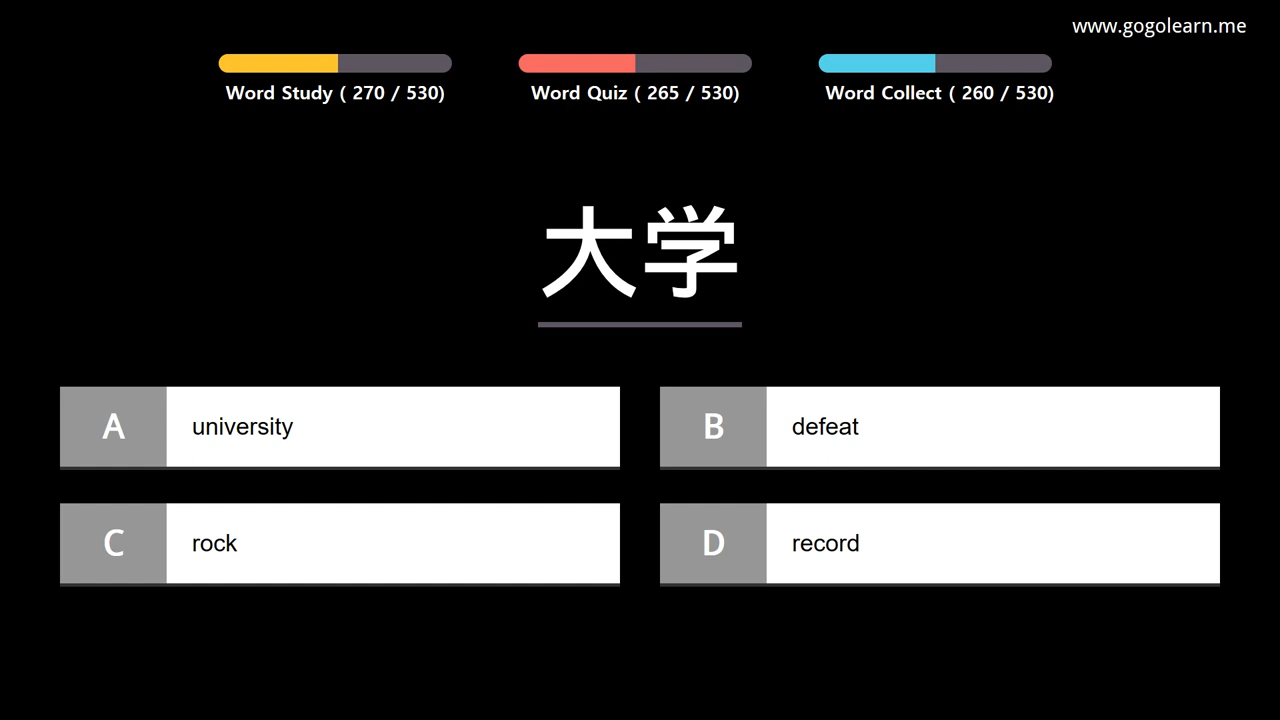 www.gogolearn.me
Word Study ( 270 / 530)
Word Quiz ( 265 / 530)
Word Collect ( 260 / 530)
大学
A university
B defeat
C rock
D record